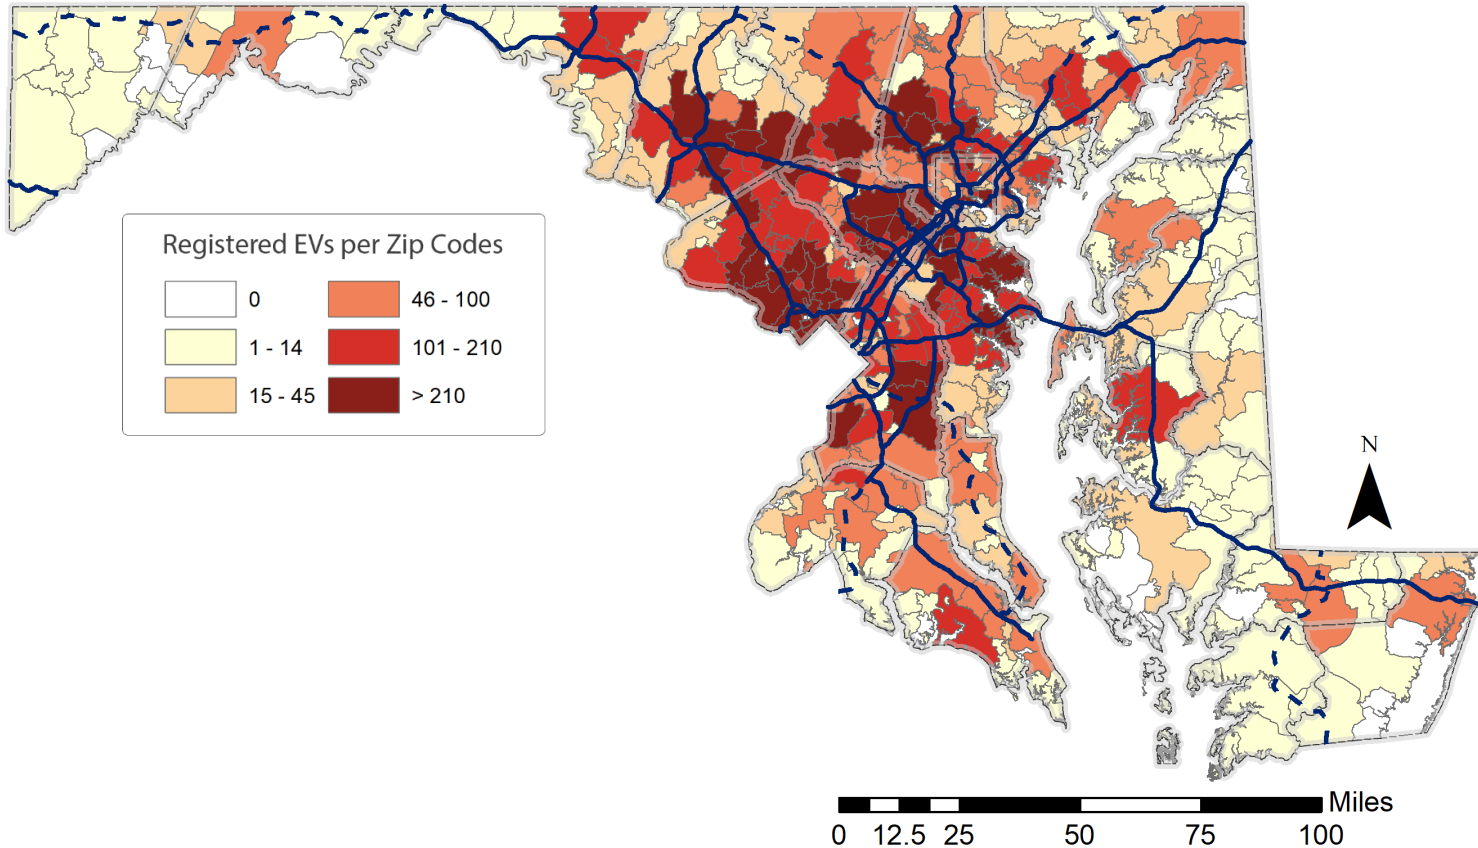 Registered EVs per Zip Codes
0 46 - 100
1 - 14 101 - 210
15 - 45 > 210
N
Miles
0 12.5 25 50 75 100